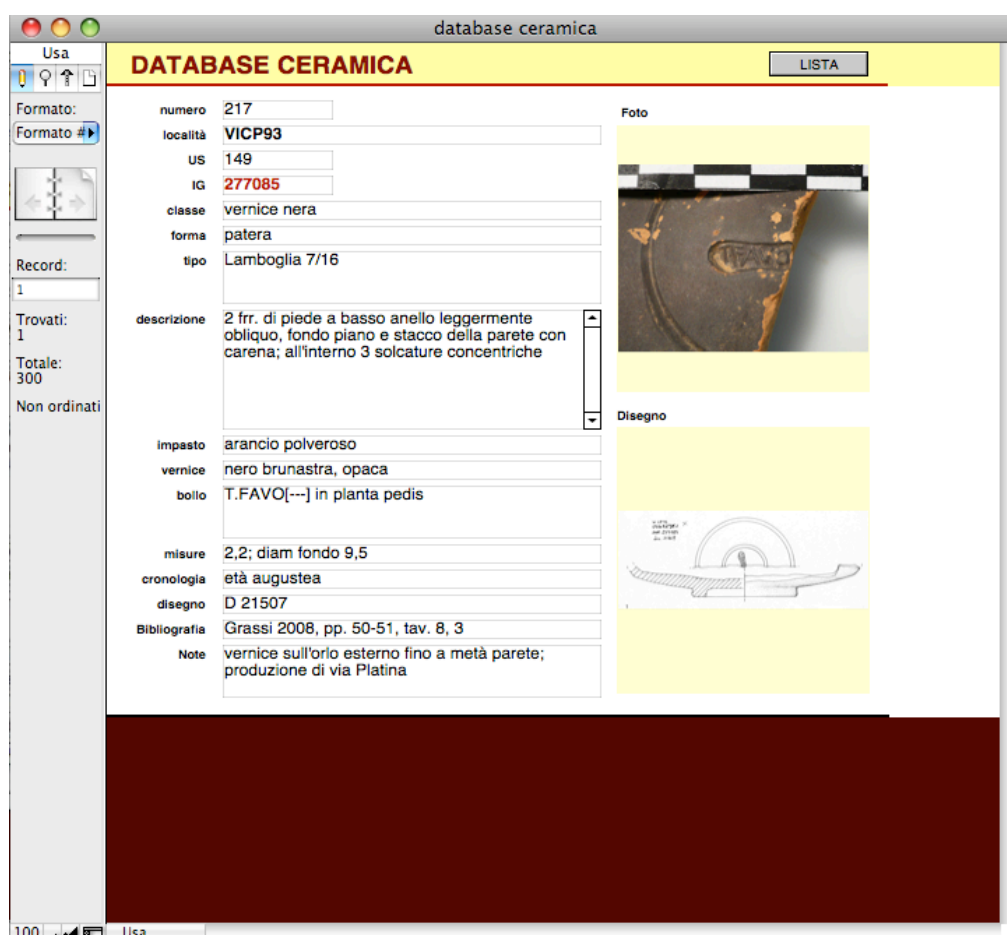 database ceramica
Usa
Formato:
Formato #
Record:
1
Trovati:
1
Totale:
300
Non ordinati
DATABASE CERAMICA
LISTA
numero 217
località VICP93
US 149
IG 277085
classe vernice nera
forma patera
tipo Lamboglia 7/16
descrizione 2 frr. di piede a basso anello leggermente
obliquo, fondo piano e stacco della parete con
carena; all'interno 3 solcature concentriche
impasto arancio polveroso
vernice nero brunastra, opaca
bollo T.FAVO[---] in planta pedis
misure 2,2; diam fondo 9,5
cronologia età augustea
disegno D 21507
Bibliografia Grassi 2008, pp. 50-51, tav. 8, 3
Note vernice sull'orlo esterno fino a metà parete;
produzione di via Platina
Foto
T.FAVO
Disegno
100
Usa